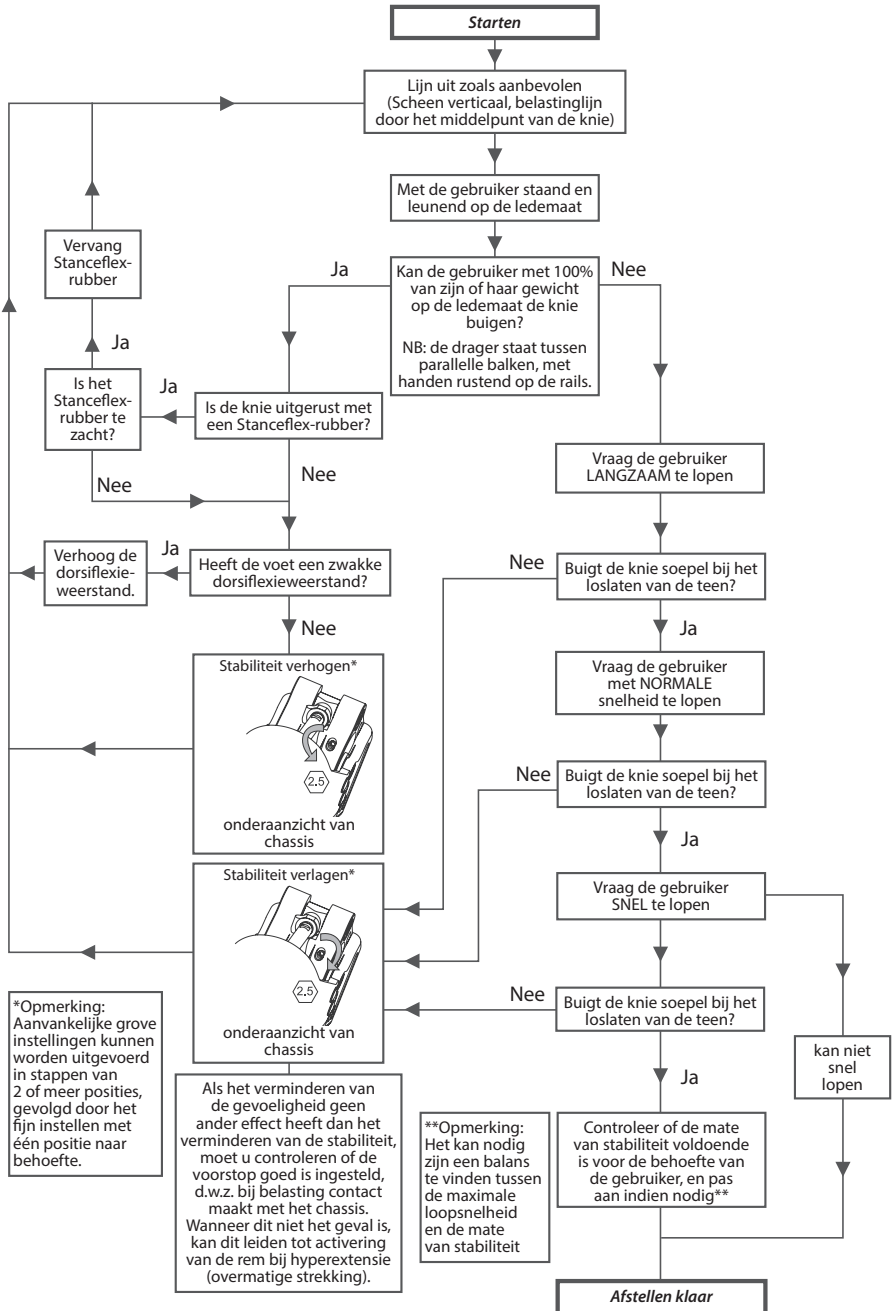 Starten
Lijn uit zoals aanbevolen
(Scheen verticaal, belastinglijn
door het middelpunt van de knie)
Met de gebruiker staand en
leunend op de ledemaat
Kan de gebruiker met 100%
van zijn of haar gewicht
op de ledemaat de knie
buigen?
NB: de drager staat tussen
parallelle balken, met
handen rustend op de rails.
Ja
Nee
Vervang
Stanceflex-
rubber
Ja
Is het
Stanceflex-
rubber te
zacht?
Ja
Is de knie uitgerust met
een Stanceflex-rubber?
Nee
Nee
Vraag de gebruiker
LANGZAAM te lopen
Verhoog de
dorsiflexie-
weerstand.
Ja
Heeft de voet een zwakke
dorsiflexieweerstand?
Nee
Nee
Buigt de knie soepel bij het
loslaten van de teen?
Ja
Stabiliteit verhogen*
2.5
onderaanzicht van
chassis
Vraag de gebruiker
met NORMALE
snelheid te lopen
Nee
Buigt de knie soepel bij het
loslaten van de teen?
Ja
Stabiliteit verlagen*
2.5
onderaanzicht van
chassis
Vraag de gebruiker
SNEL te lopen
Nee
Buigt de knie soepel bij het
loslaten van de teen?
Ja
kan niet
snel
lopen
*Opmerking:
Aanvankelijke grove
instellingen kunnen
worden uitgevoerd
in stappen van
2 of meer posities,
gevolgd door het
fijn instellen met
één positie naar
behoefte.
Als het verminderen van
de gevoeligheid geen
ander effect heeft dan het
verminderen van de stabiliteit,
moet u controleren of de
voorstop goed is ingesteld,
d.w.z. bij belasting contact
maakt met het chassis.
Wanneer dit niet het geval is,
kan dit leiden tot activering
van de rem bij hyperextensie
(overmatige strekking).
**Opmerking:
Het kan nodig
zijn een balans
te vinden tussen
de maximale
loopsnelheid
en de mate
van stabiliteit
Controleer of de mate
van stabiliteit voldoende
is voor de behoefte van
de gebruiker, en pas
aan indien nodig**
Afstellen klaar